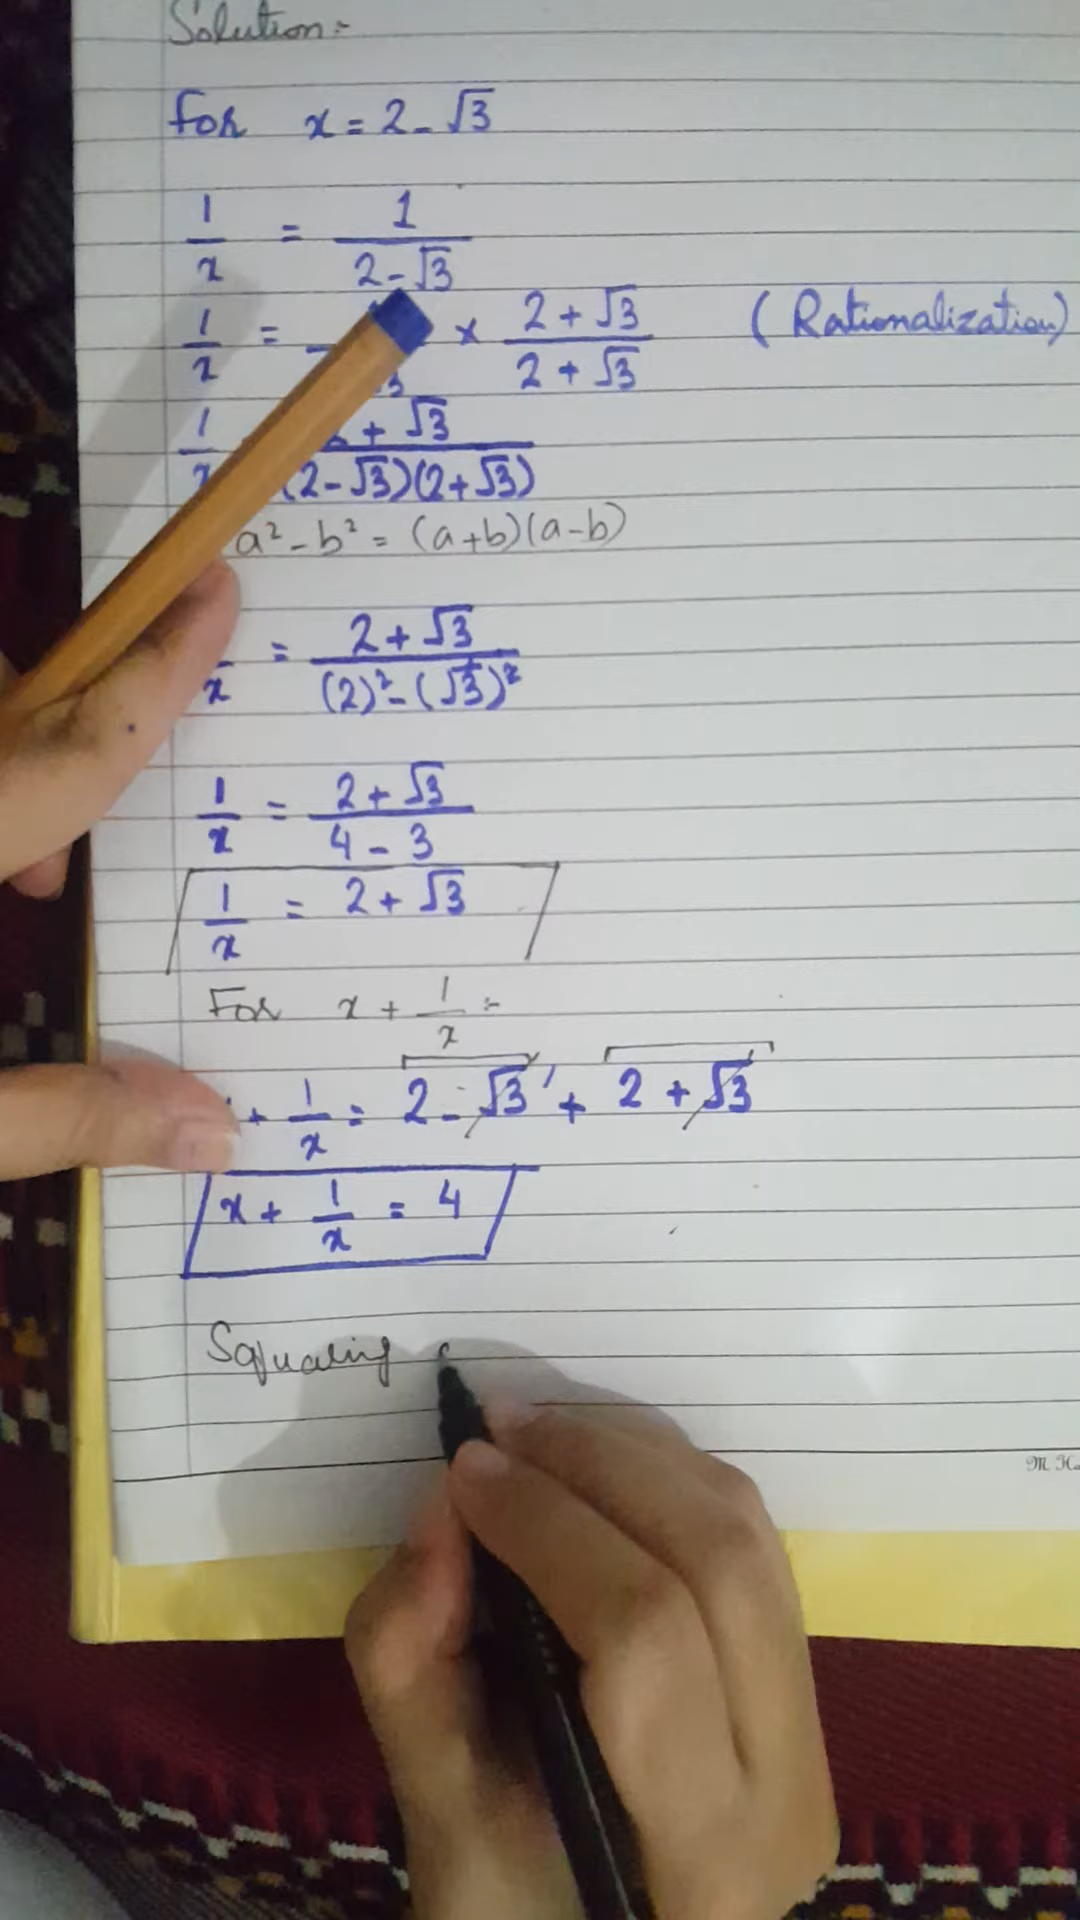 Solution:-
For x = 2 - √3
1/x = 1/(2 - √3)
1/x = × (2 + √3)/(2 + √3) (Rationalization)
1/x + √3/(2 - √3)(2 + √3)
a² - b² = (a+b)(a-b)
x = (2 + √3)/((2)² - (√3)²)
1/x = (2 + √3)/(4 - 3)
1/x = 2 + √3
For x + 1/x :-
+ 1/x = 2 - √3 + 2 + √3
x + 1/x = 4
Squaring